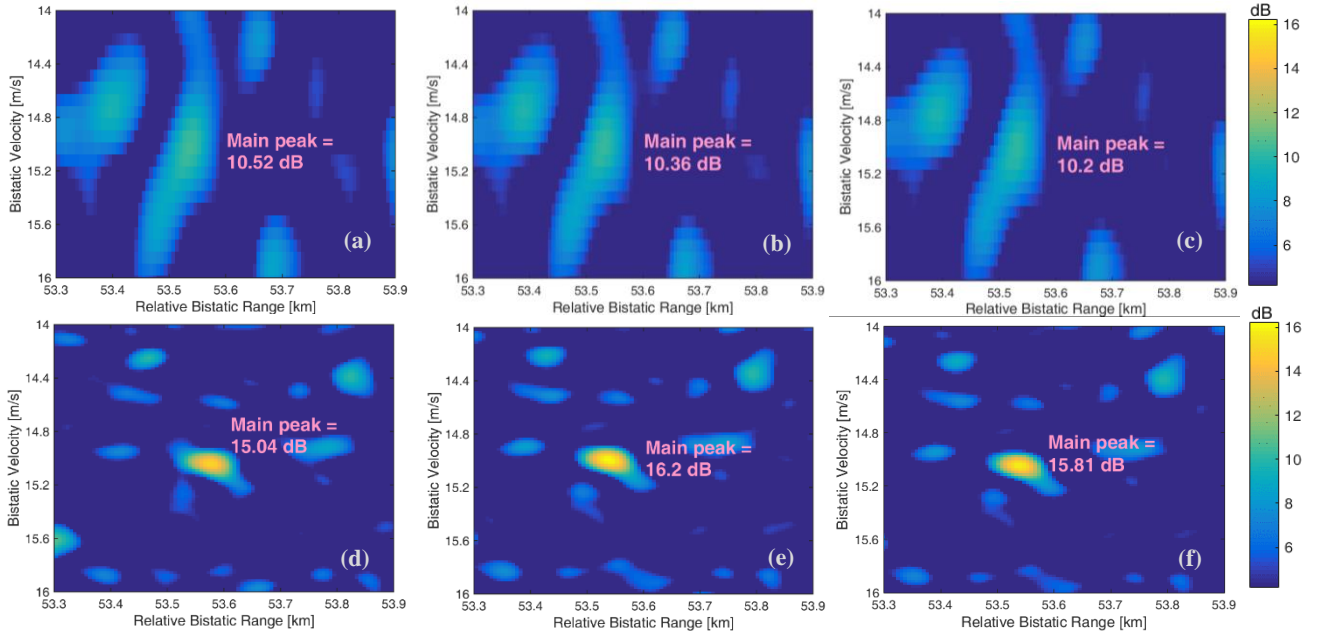 dB
14
14.4
14.8
15.2
15.6
16
Bistatic Velocity [m/s]
Main peak =
10.52 dB
(a)
53.3 53.4 53.5 53.6 53.7 53.8 53.9
Relative Bistatic Range [km]
14
14.4
14.8
15.2
15.6
16
Bistatic Velocity [m/s]
Main peak =
10.36 dB
(b)
53.3 53.4 53.5 53.6 53.7 53.8 53.9
Relative Bistatic Range [km]
14
14.4
14.8
15.2
15.6
16
Bistatic Velocity [m/s]
Main peak =
10.2 dB
(c)
53.3 53.4 53.5 53.6 53.7 53.8 53.9
Relative Bistatic Range [km]
16
14
12
10
8
6
14
14.4
14.8
15.2
15.6
16
Bistatic Velocity [m/s]
Main peak =
15.04 dB
(d)
53.3 53.4 53.5 53.6 53.7 53.8 53.9
Relative Bistatic Range [km]
14
14.4
14.8
15.2
15.6
16
Bistatic Velocity [m/s]
Main peak =
16.2 dB
(e)
53.3 53.4 53.5 53.6 53.7 53.8 53.9
Relative Bistatic Range [km]
14
14.4
14.8
15.2
15.6
16
Bistatic Velocity [m/s]
Main peak =
15.81 dB
(f)
53.3 53.4 53.5 53.6 53.7 53.8 53.9
Relative Bistatic Range [km]
dB
16
14
12
10
8
6